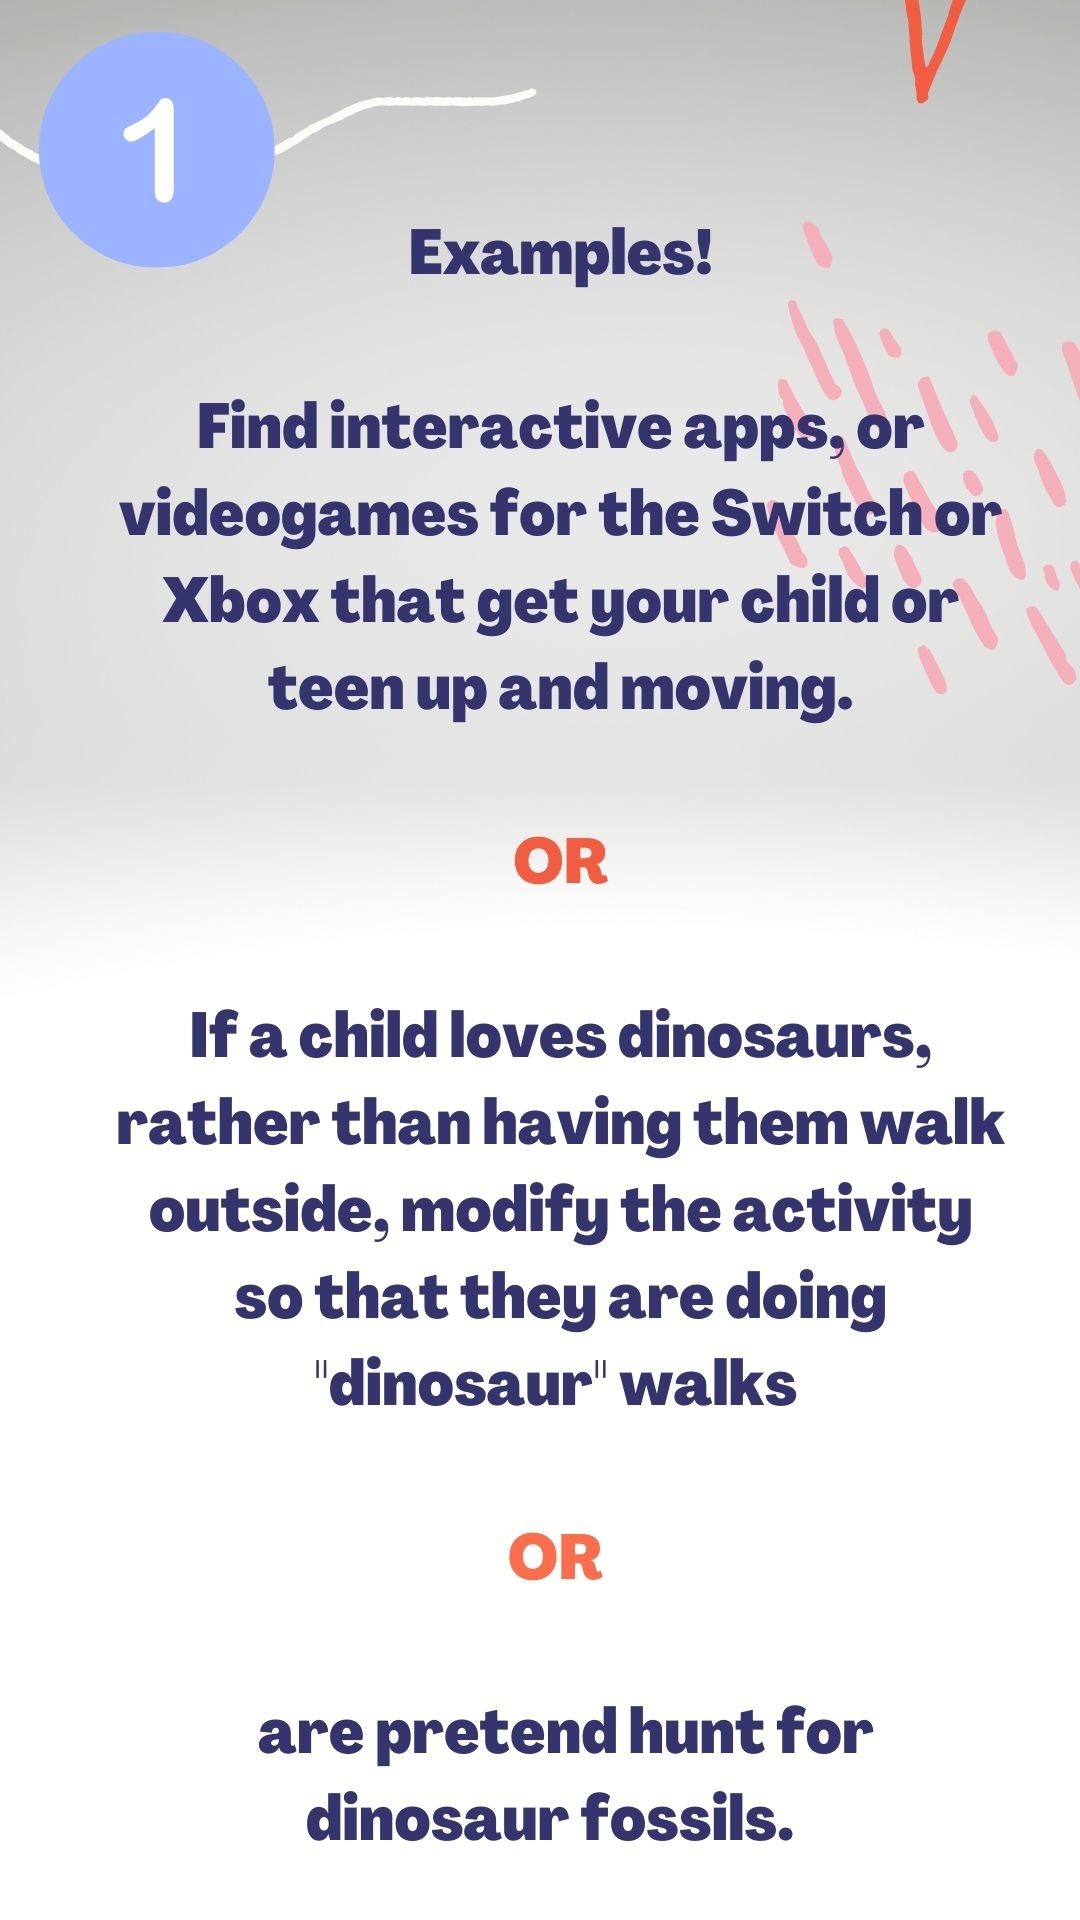 1
Examples!
Find interactive apps, or
videogames for the Switch or
Xbox that get your child or
teen up and moving.
OR
If a child loves dinosaurs,
rather than having them walk
outside, modify the activity
so that they are doing
"dinosaur" walks
OR
are pretend hunt for
dinosaur fossils.